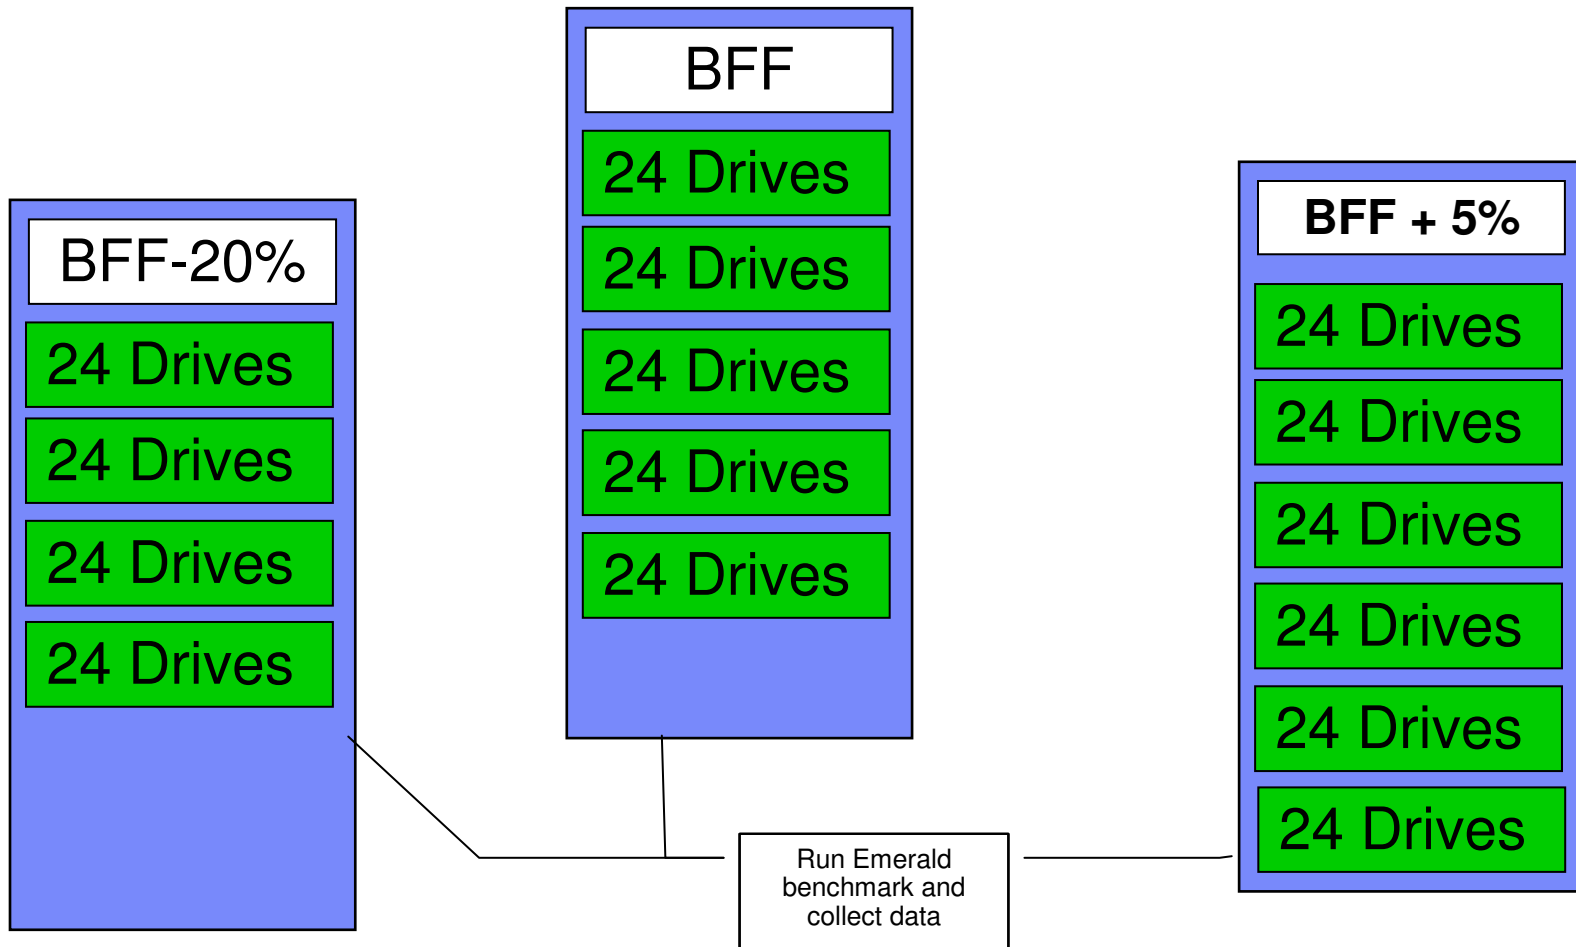 BFF-20%
24 Drives
24 Drives
24 Drives
24 Drives
BFF
24 Drives
24 Drives
24 Drives
24 Drives
24 Drives
BFF + 5%
24 Drives
24 Drives
24 Drives
24 Drives
24 Drives
24 Drives
Run Emerald
benchmark and
collect data